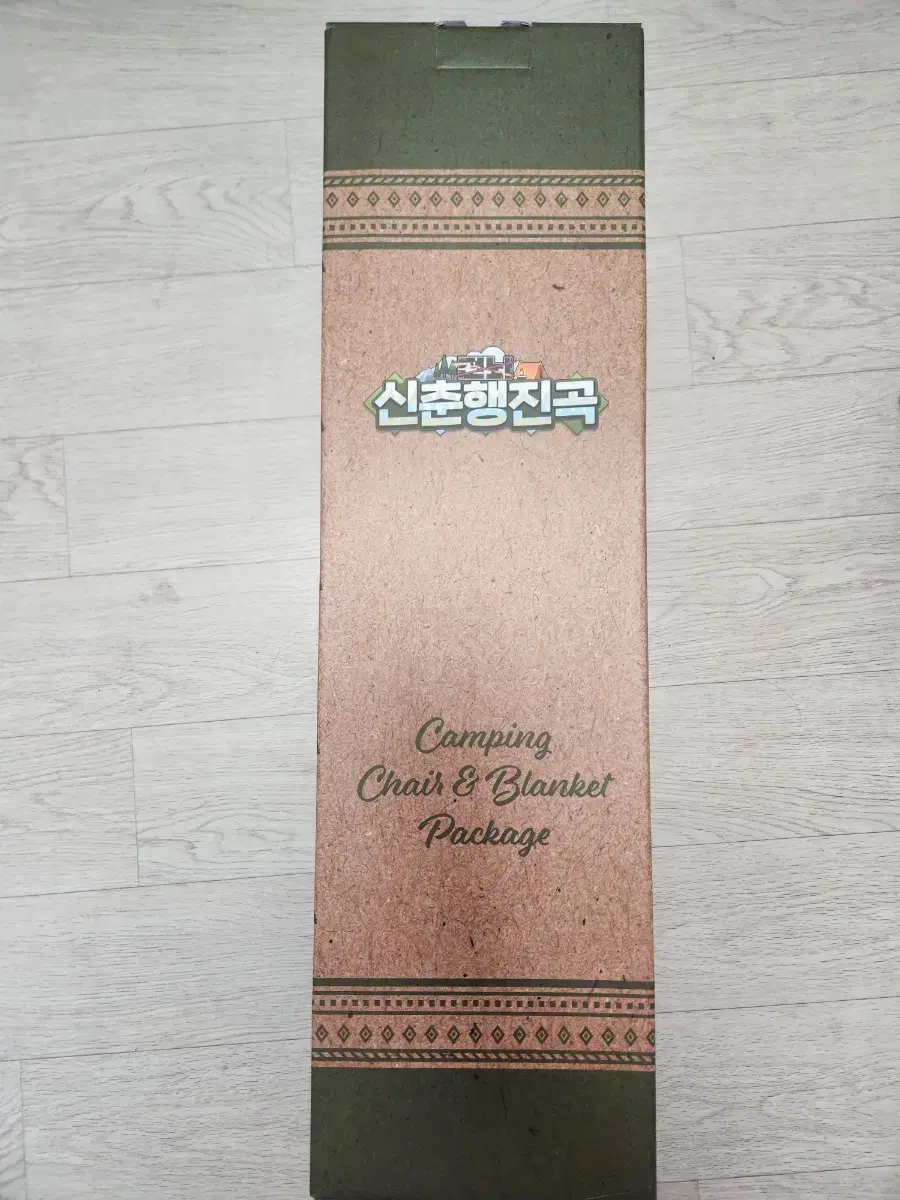 신춘행진곡
Camping
Chair & Blanket
Package